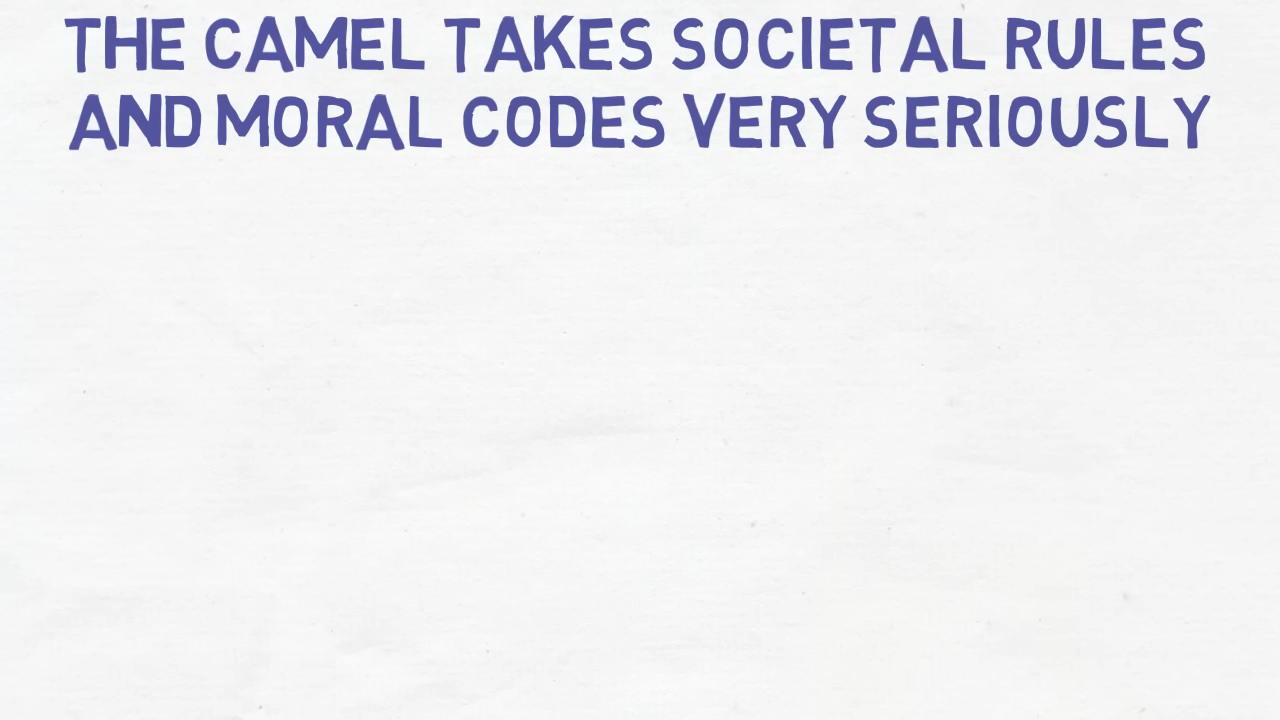 THE CAMEL TAKES SOCIETAL RULES
AND MORAL CODES VERY SERIOUSLY